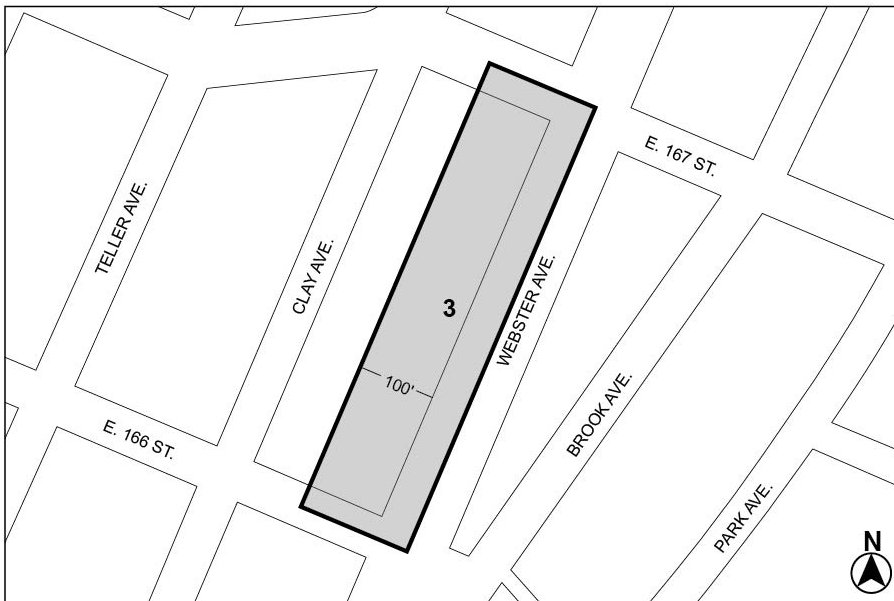 E. 167 ST.
TELLER AVE.
CLAY AVE.
3
WEBSTER AVE.
100'
BROOK AVE.
E. 166 ST.
PARK AVE.
N